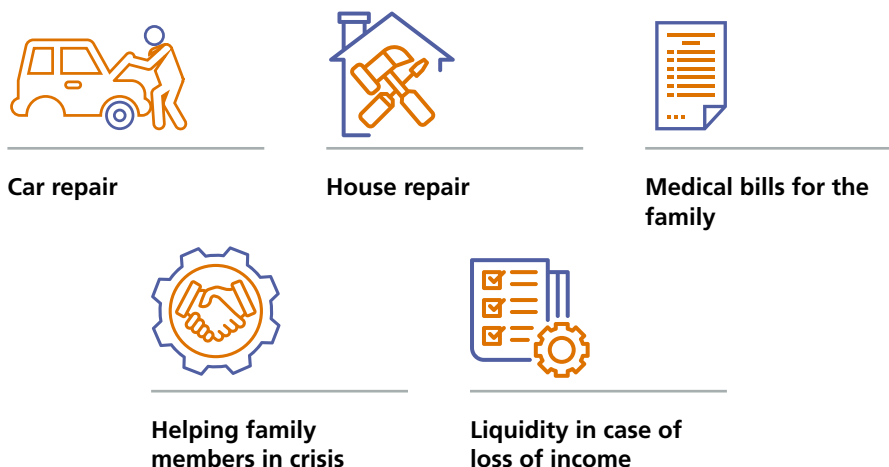 Car repair
House repair
Medical bills for the
family
Helping family
members in crisis
Liquidity in case of
loss of income